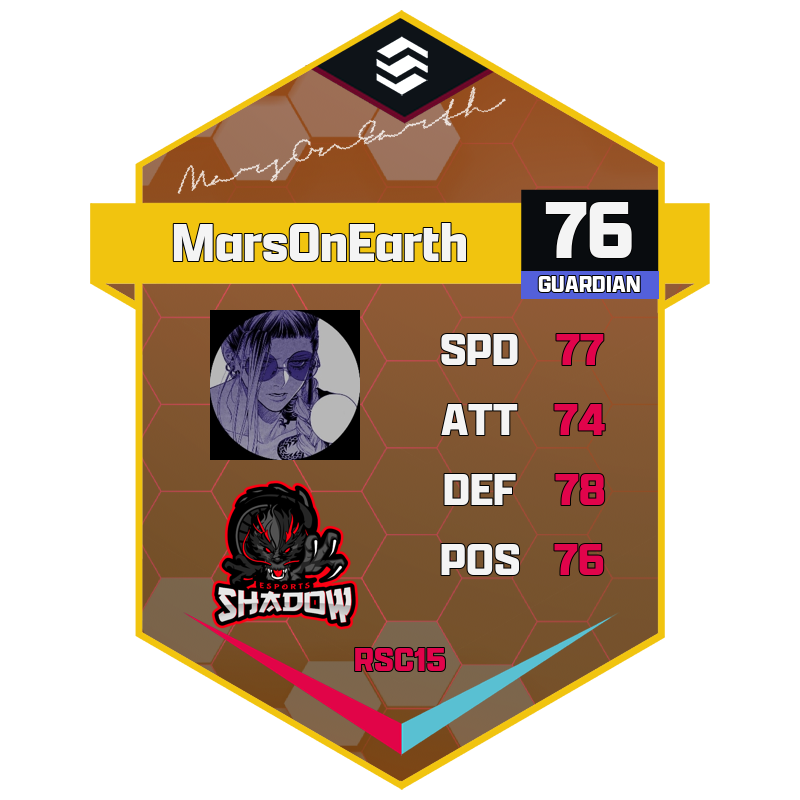 MarsOnEarth
MarsOnEarth
76
GUARDIAN
SPD 77
ATT 74
DEF 78
POS 76
ESPORTS
SHADOW
RSC15